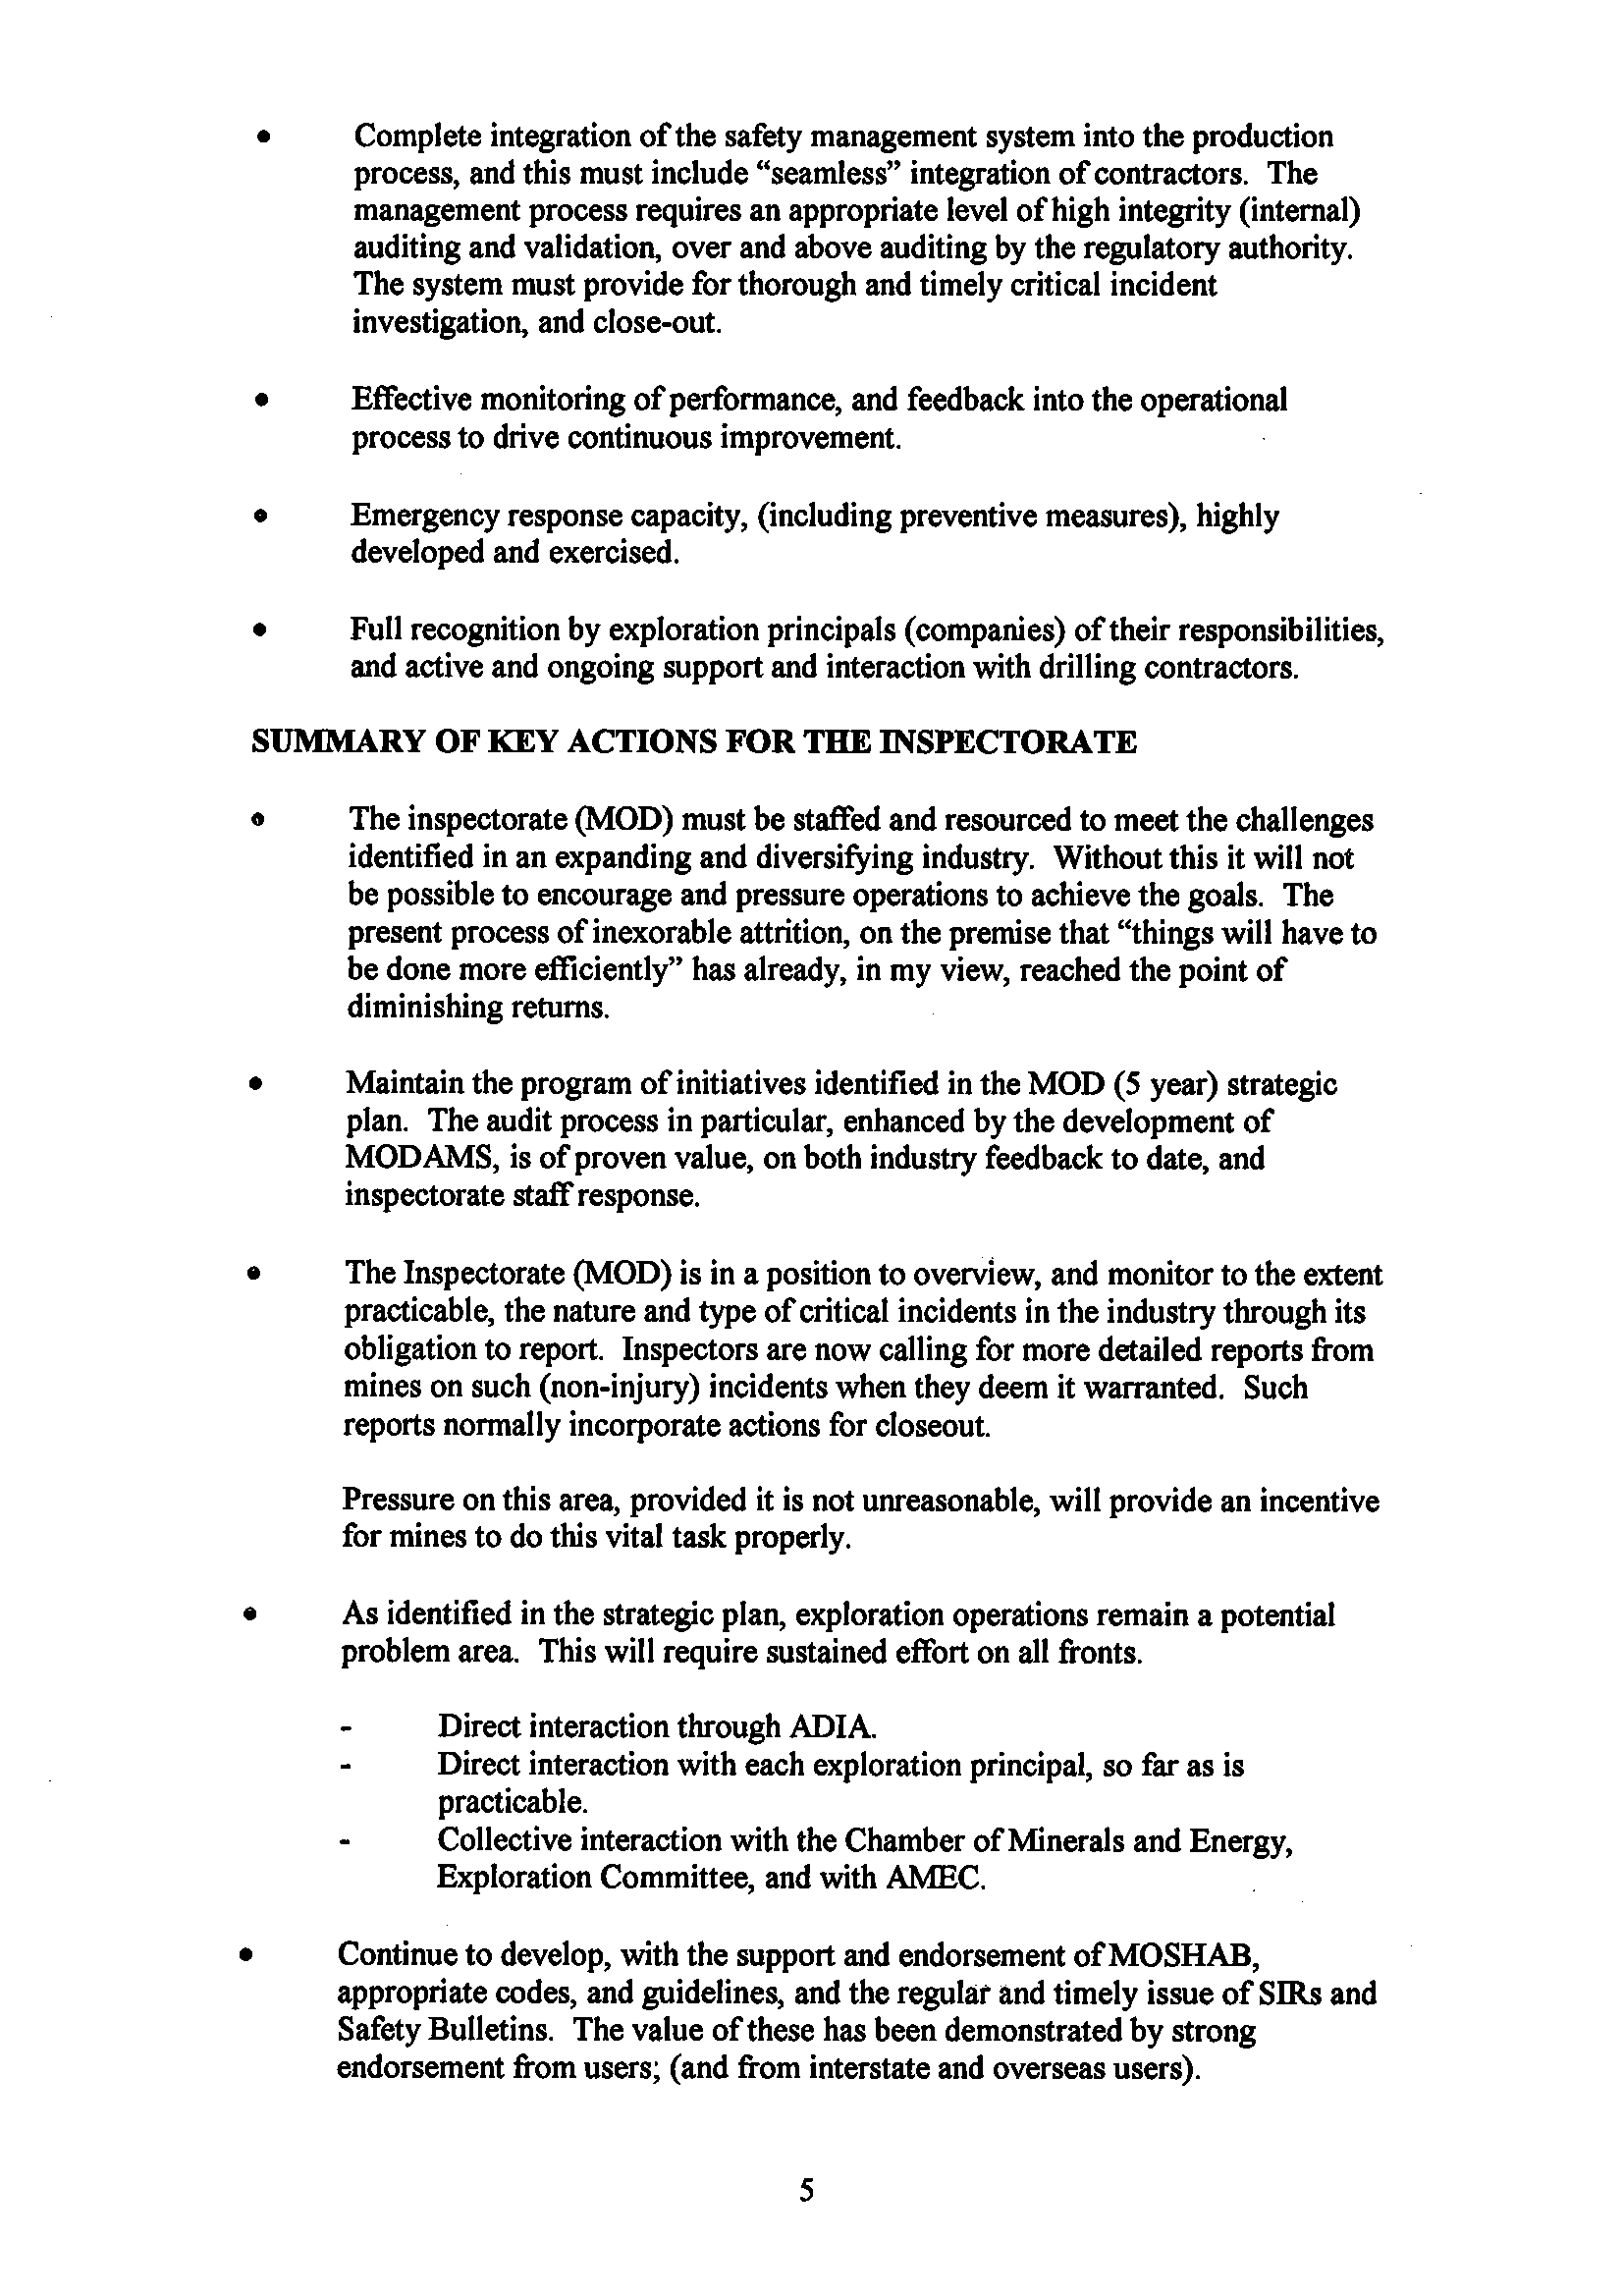 • Complete integration of the safety management system into the production
process, and this must include “seamless” integration of contractors. The
management process requires an appropriate level of high integrity (internal)
auditing and validation, over and above auditing by the regulatory authority.
The system must provide for thorough and timely critical incident
investigation, and close-out.
• Effective monitoring of performance, and feedback into the operational
process to drive continuous improvement.
• Emergency response capacity, (including preventive measures), highly
developed and exercised.
• Full recognition by exploration principals (companies) of their responsibilities,
and active and ongoing support and interaction with drilling contractors.
SUMMARY OF KEY ACTIONS FOR THE INSPECTORATE
• The inspectorate (MOD) must be staffed and resourced to meet the challenges
identified in an expanding and diversifying industry. Without this it will not
be possible to encourage and pressure operations to achieve the goals. The
present process of inexorable attrition, on the premise that “things will have to
be done more efficiently” has already, in my view, reached the point of
diminishing returns.
• Maintain the program of initiatives identified in the MOD (5 year) strategic
plan. The audit process in particular, enhanced by the development of
MODAMS, is of proven value, on both industry feedback to date, and
inspectorate staff response.
• The Inspectorate (MOD) is in a position to overview, and monitor to the extent
practicable, the nature and type of critical incidents in the industry through its
obligation to report. Inspectors are now calling for more detailed reports from
mines on such (non-injury) incidents when they deem it warranted. Such
reports normally incorporate actions for closeout.
Pressure on this area, provided it is not unreasonable, will provide an incentive
for mines to do this vital task properly.
• As identified in the strategic plan, exploration operations remain a potential
problem area. This will require sustained effort on all fronts.
- Direct interaction through ADIA.
- Direct interaction with each exploration principal, so far as is
practicable.
- Collective interaction with the Chamber of Minerals and Energy,
Exploration Committee, and with AMEC.
• Continue to develop, with the support and endorsement of MOSHAB,
appropriate codes, and guidelines, and the regular and timely issue of SIRs and
Safety Bulletins. The value of these has been demonstrated by strong
endorsement from users; (and from interstate and overseas users).
5